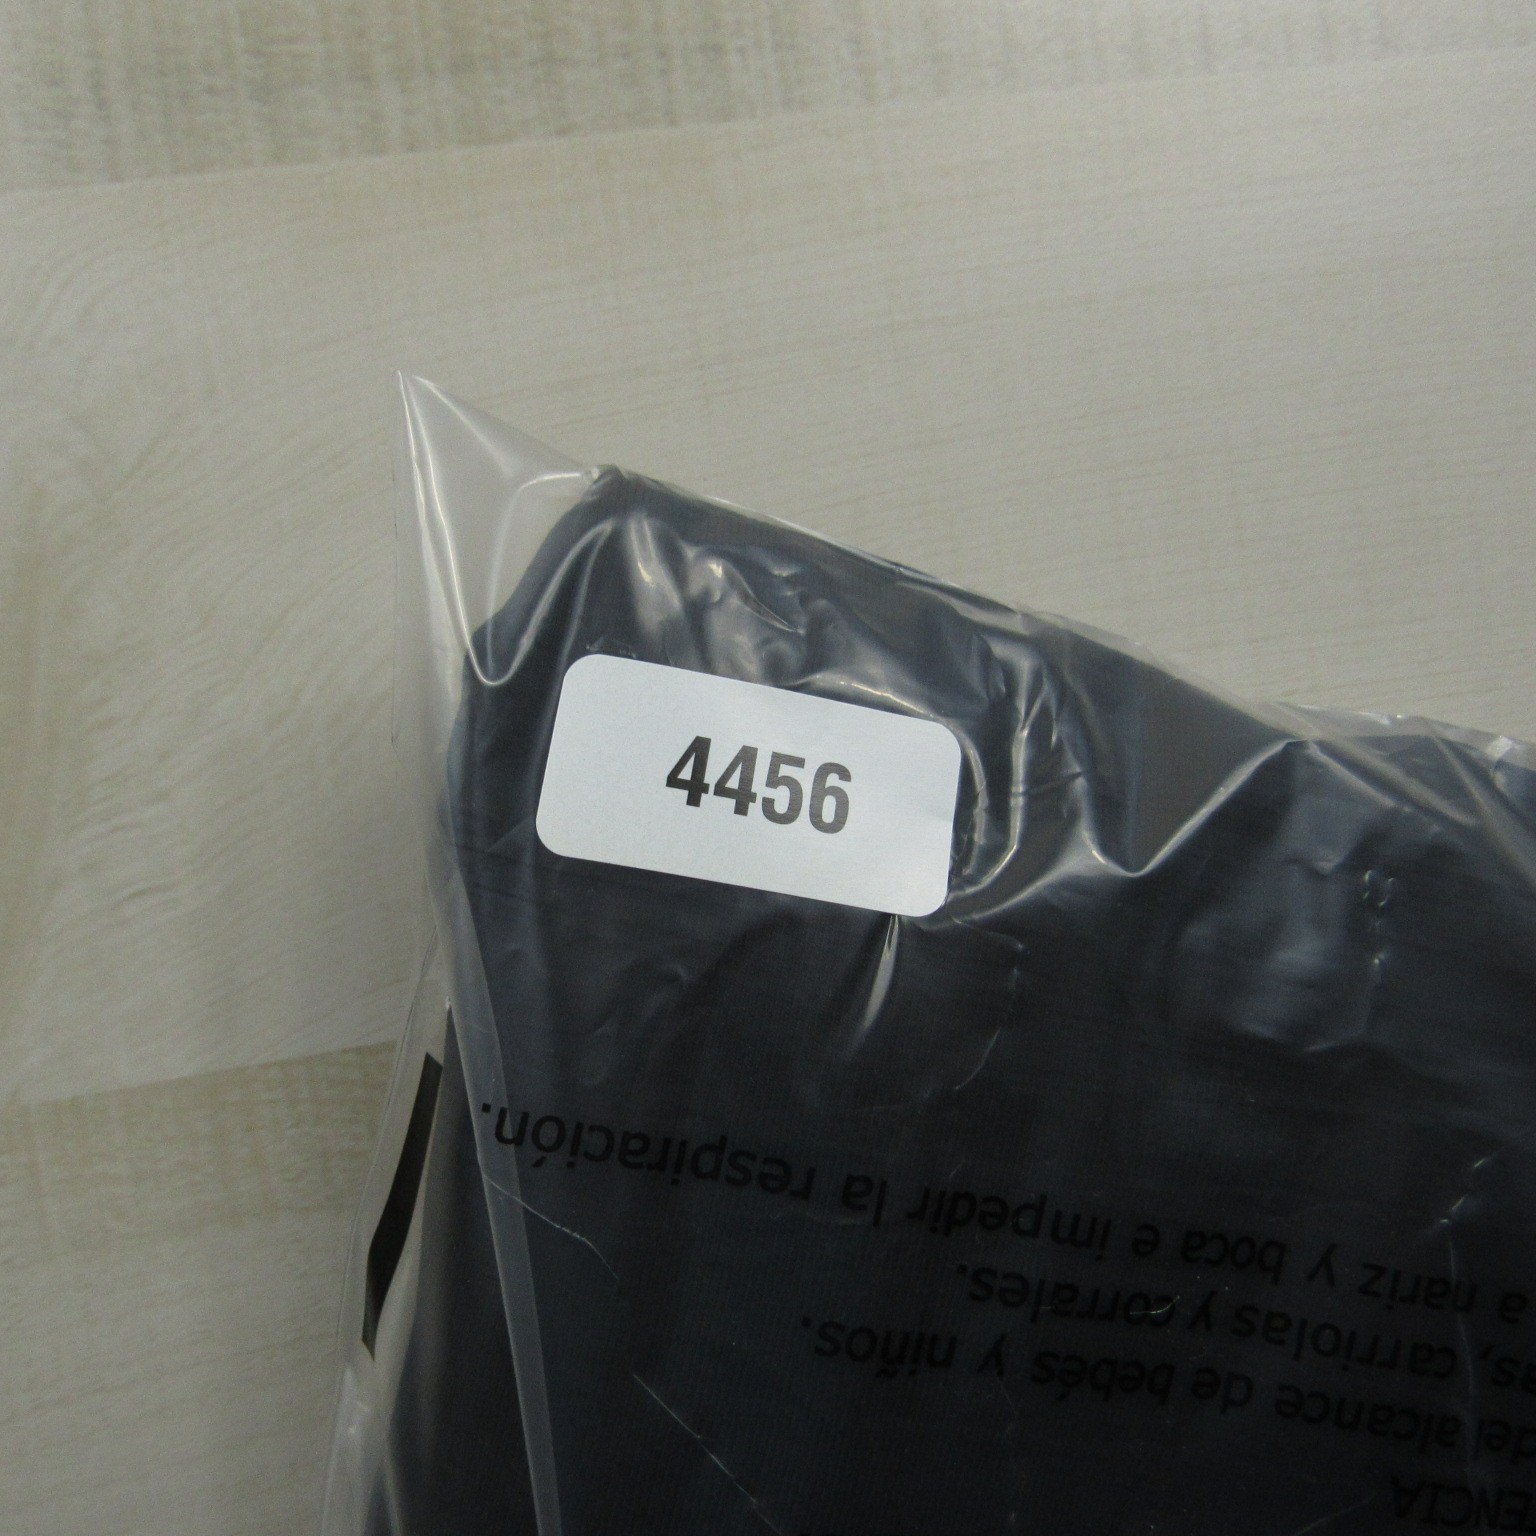 4456
ENCIA
del alcance de bebés y niños.
es, carriolas y corrales.
a nariz y boca e impedir la respiración.